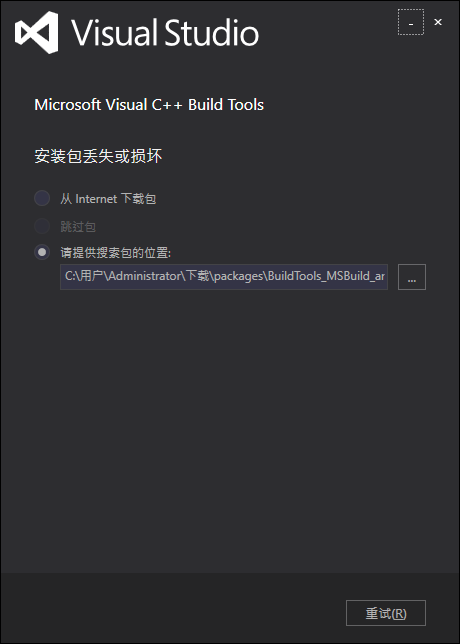 Visual Studio
Microsoft Visual C++ Build Tools
安装包丢失或损坏
从 Internet 下载包
跳过包
请提供搜索包的位置:
C:\用户\Administrator\下载\packages\BuildTools_MSBuild_ar
...
重试(R)